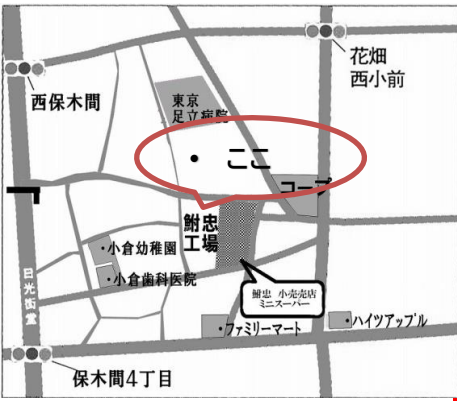 花畑
西小前
西保木間
東京
足立病院
・ ここ
コープ
鮒忠
工場
・小倉幼稚園
・小倉歯科医院
日光街道
鮒忠 小売売店
ミニスーパー
・ファミリーマート
・ハイツアップル
保木間4丁目